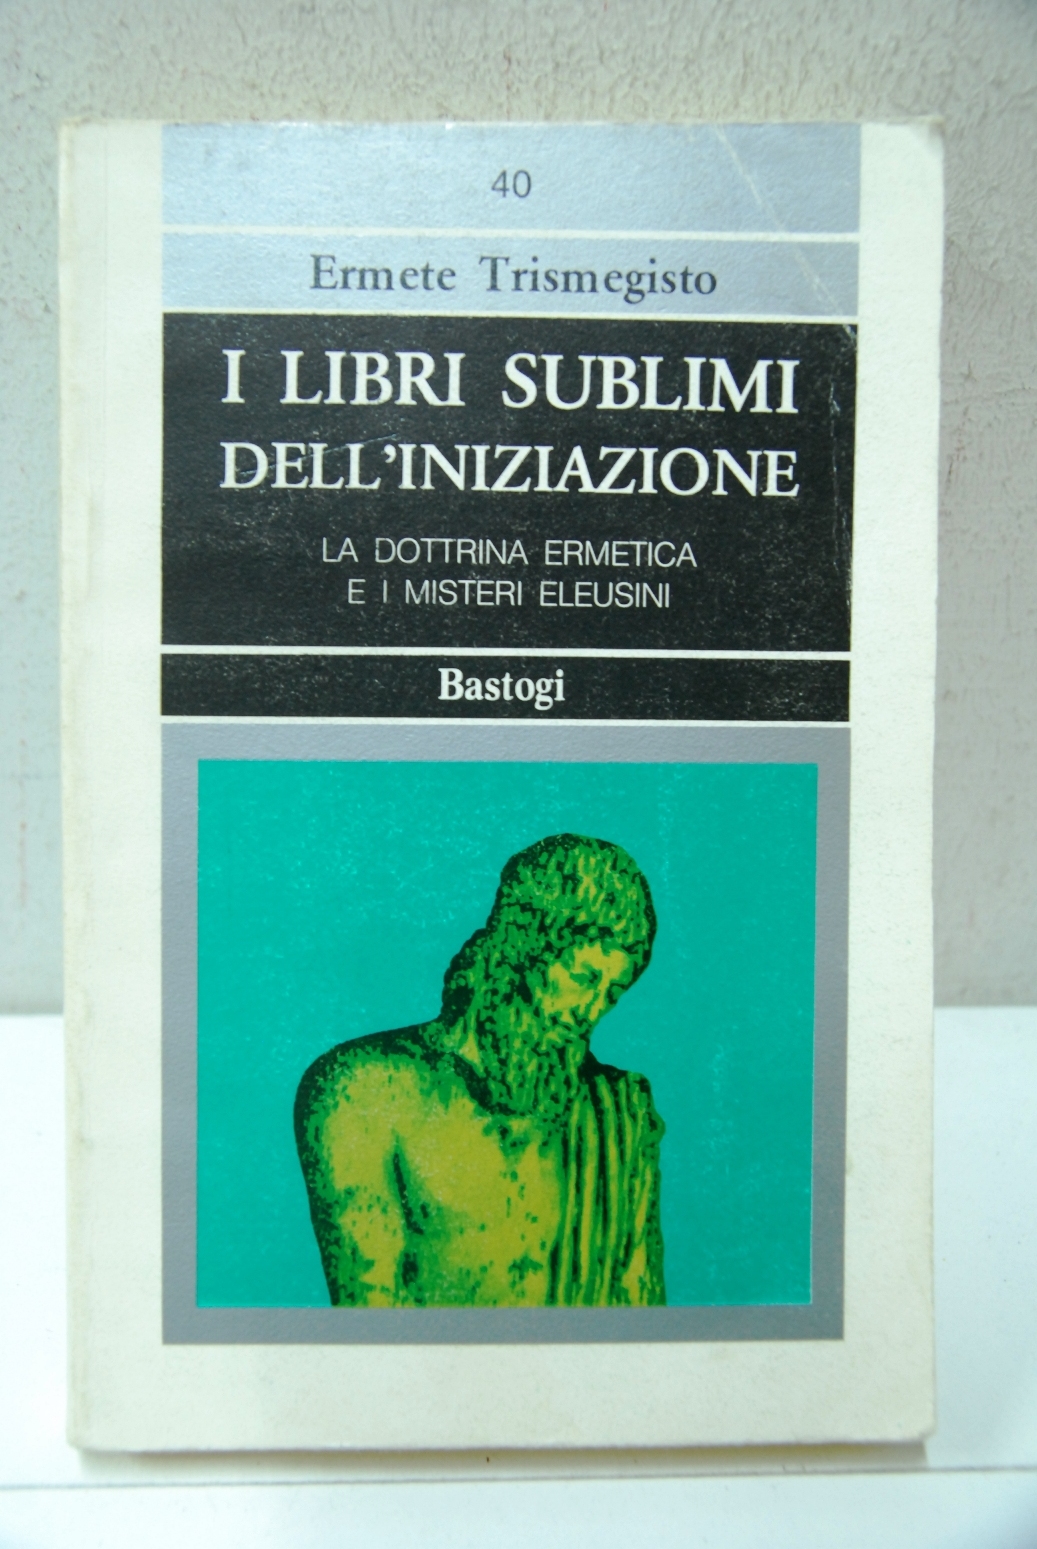 40
Ermete Trismegisto
I LIBRI SUBLIMI
DELL'INIZIAZIONE
LA DOTTRINA ERMETICA
E I MISTERI ELEUSINI
Bastogi